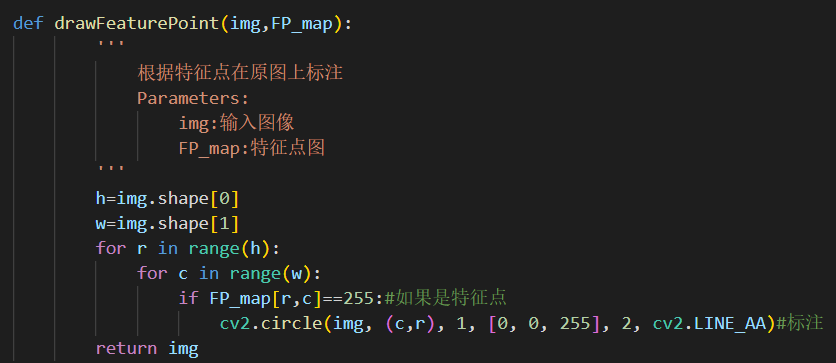 def drawFeaturePoint(img,FP_map):
'''
根据特征点在原图上标注
Parameters:
img:输入图像
FP_map:特征点图
'''
h=img.shape[0]
w=img.shape[1]
for r in range(h):
for c in range(w):
if FP_map[r,c]==255:#如果是特征点
cv2.circle(img, (c,r), 1, [0, 0, 255], 2, cv2.LINE_AA)#标注
return img